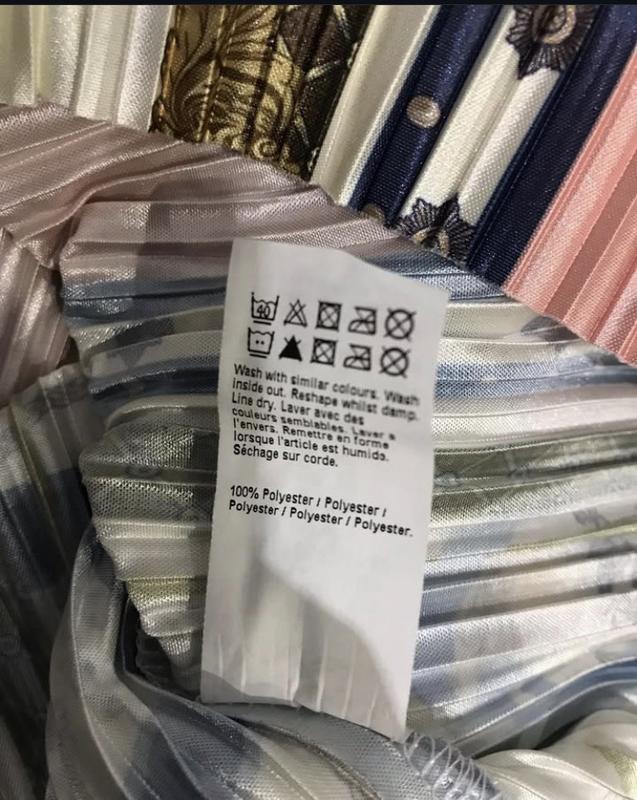 40
Wash with similar colours. Wash
inside out. Reshape whilst damp.
Line dry. Laver avec des
couleurs semblables. Laver a
l'envers. Remettre en forme
lorsque l'article est humide.
Séchage sur corde.
100% Polyester / Polyester /
Polyester / Polyester / Polyester.